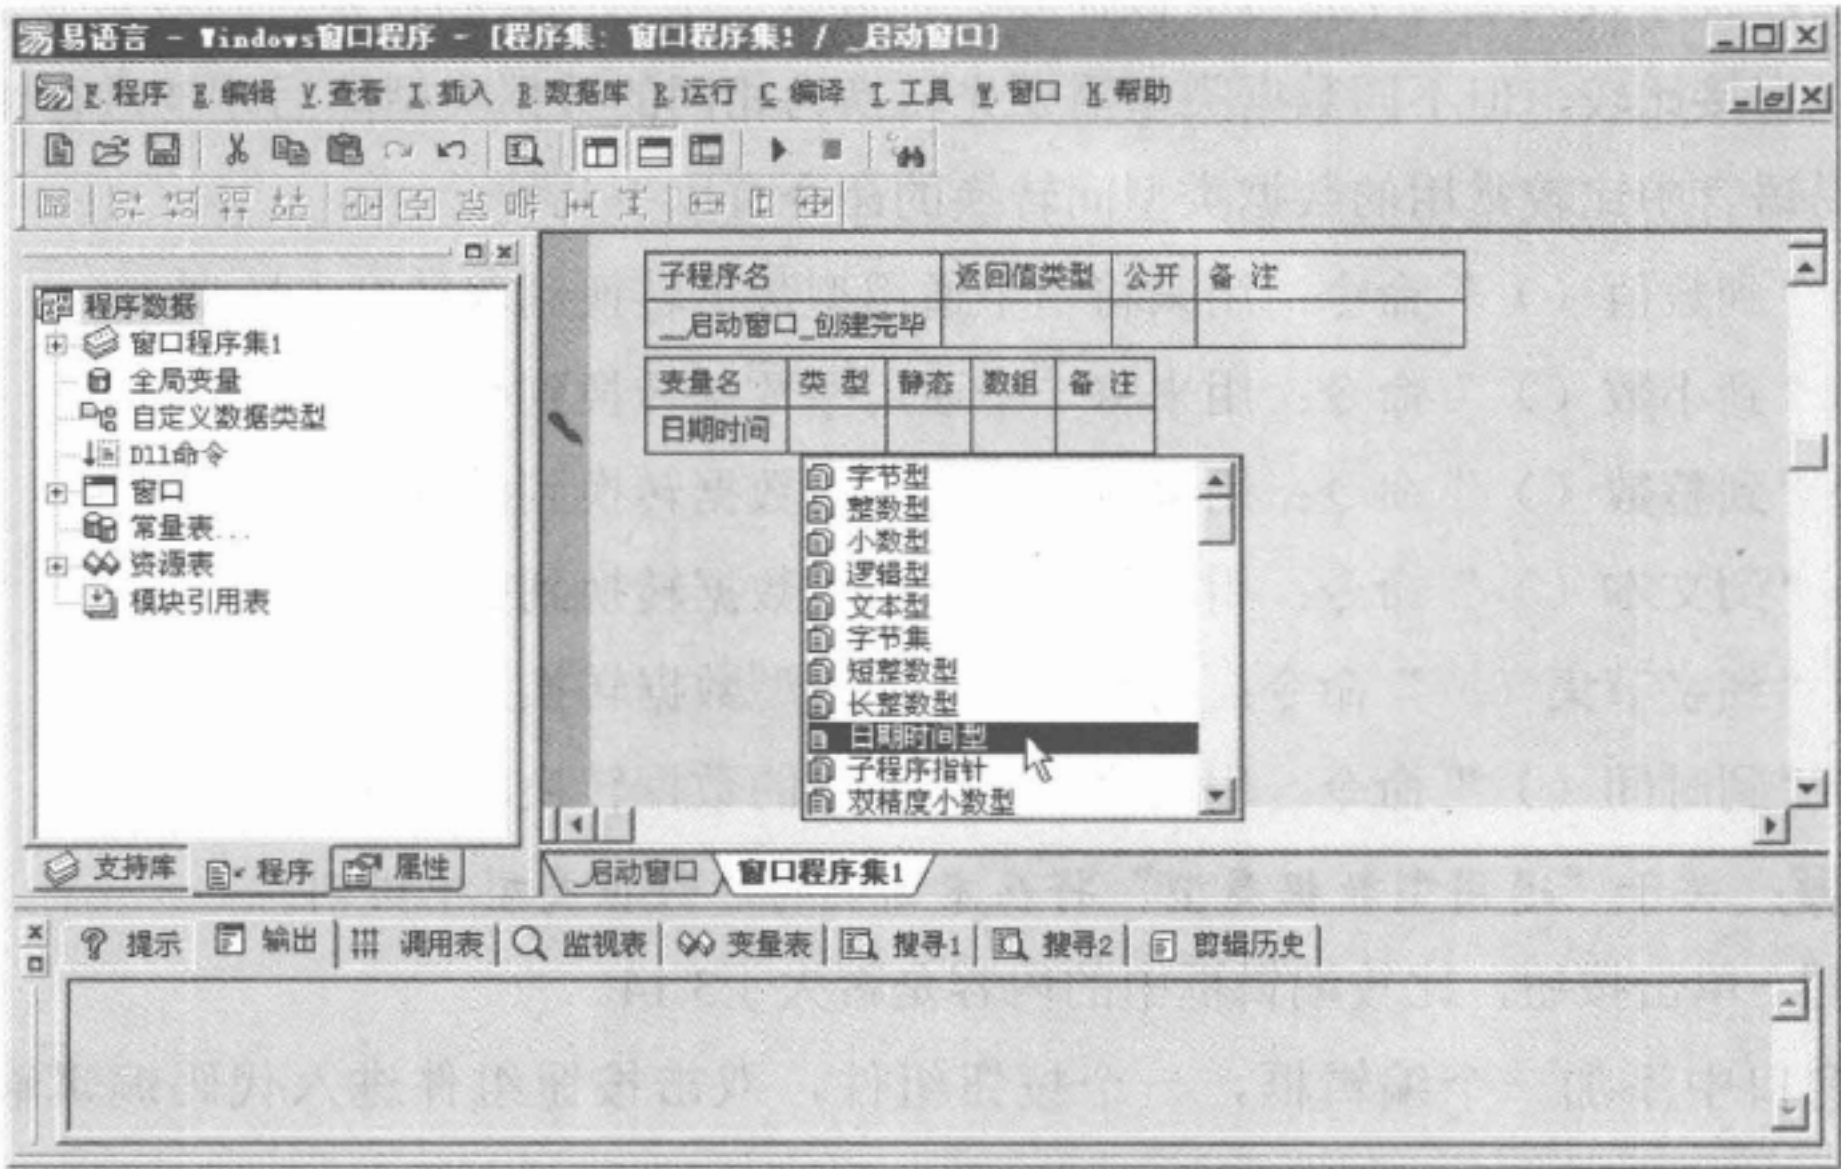 易语言 - Windows窗口程序 - [程序集: 窗口程序集1 / _启动窗口]
F.程序 E.编辑 V.查看 I.插入 B.数据库 R.运行 C.编译 T.工具 W.窗口 H.帮助
程序数据
窗口程序集1
全局变量
自定义数据类型
Dll命令
窗口
常量表...
资源表
模块引用表
支持库 程序 属性
子程序名 返回值类型 公开 备 注
__启动窗口_创建完毕
变量名 类 型 静态 数组 备 注
日期时间
字节型
整数型
小数型
逻辑型
文本型
字节集
短整数型
长整数型
日期时间型
子程序指针
双精度小数型
_启动窗口 窗口程序集1
提示 输出 调用表 监视表 变量表 搜寻1 搜寻2 剪辑历史